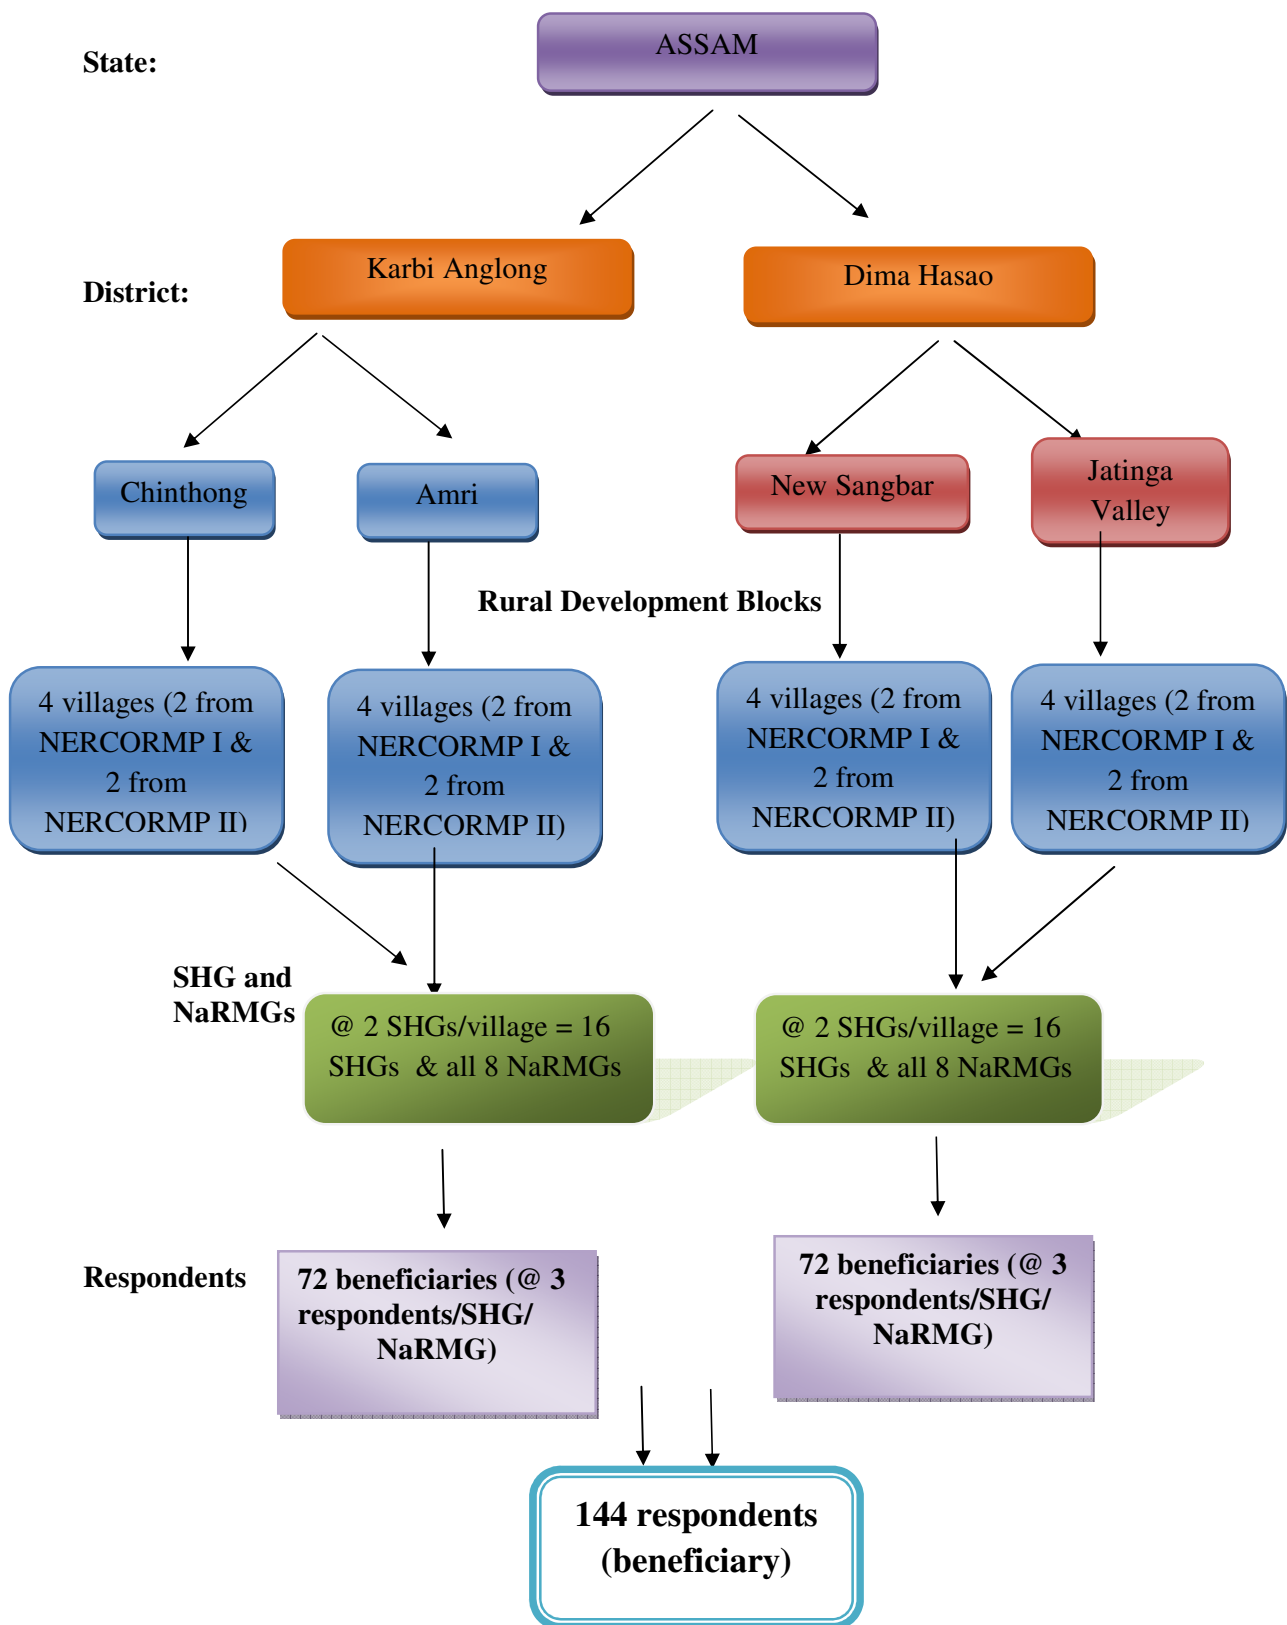 ASSAM
State:
Karbi Anglong
Dima Hasao
District:
Chinthong
Amri
New Sangbar
Jatinga
Valley
Rural Development Blocks
4 villages (2 from
NERCORMP I &
2 from
NERCORMP II)
4 villages (2 from
NERCORMP I &
2 from
NERCORMP II)
4 villages (2 from
NERCORMP I &
2 from
NERCORMP II)
4 villages (2 from
NERCORMP I &
2 from
NERCORMP II)
SHG and
NaRMGs
@ 2 SHGs/village = 16
SHGs & all 8 NaRMGs
@ 2 SHGs/village = 16
SHGs & all 8 NaRMGs
Respondents
72 beneficiaries (@ 3
respondents/SHG/
NaRMG)
72 beneficiaries (@ 3
respondents/SHG/
NaRMG)
144 respondents
(beneficiary)